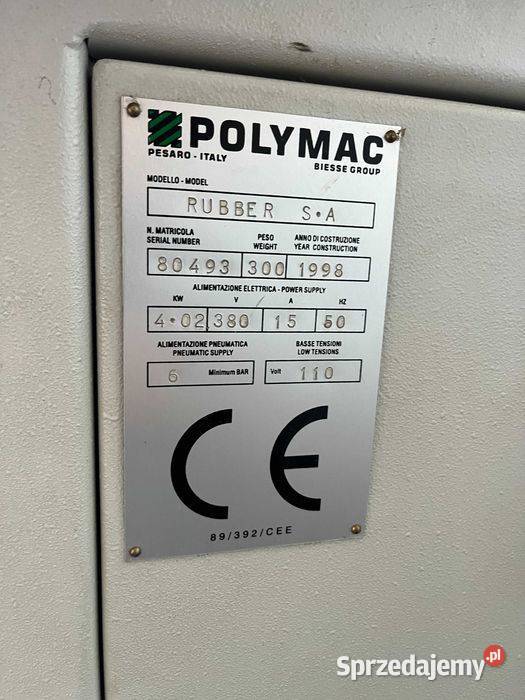 POLYMAC
PESARO - ITALY BIESSE GROUP
MODELLO - MODEL
RUBBER S·A
N. MATRICOLA PESO ANNO DI COSTRUZIONE
SERIAL NUMBER WEIGHT YEAR CONSTRUCTION
80493 300 1998
ALIMENTAZIONE ELETTRICA - POWER SUPPLY
KW V A HZ
4·02 380 15 50
ALIMENTAZIONE PNEUMATICA BASSE TENSIONI
PNEUMATIC SUPPLY LOW TENSIONS
6 Minimum BAR Volt 110
CE
89/392/CEE
Sprzedajemy.pl